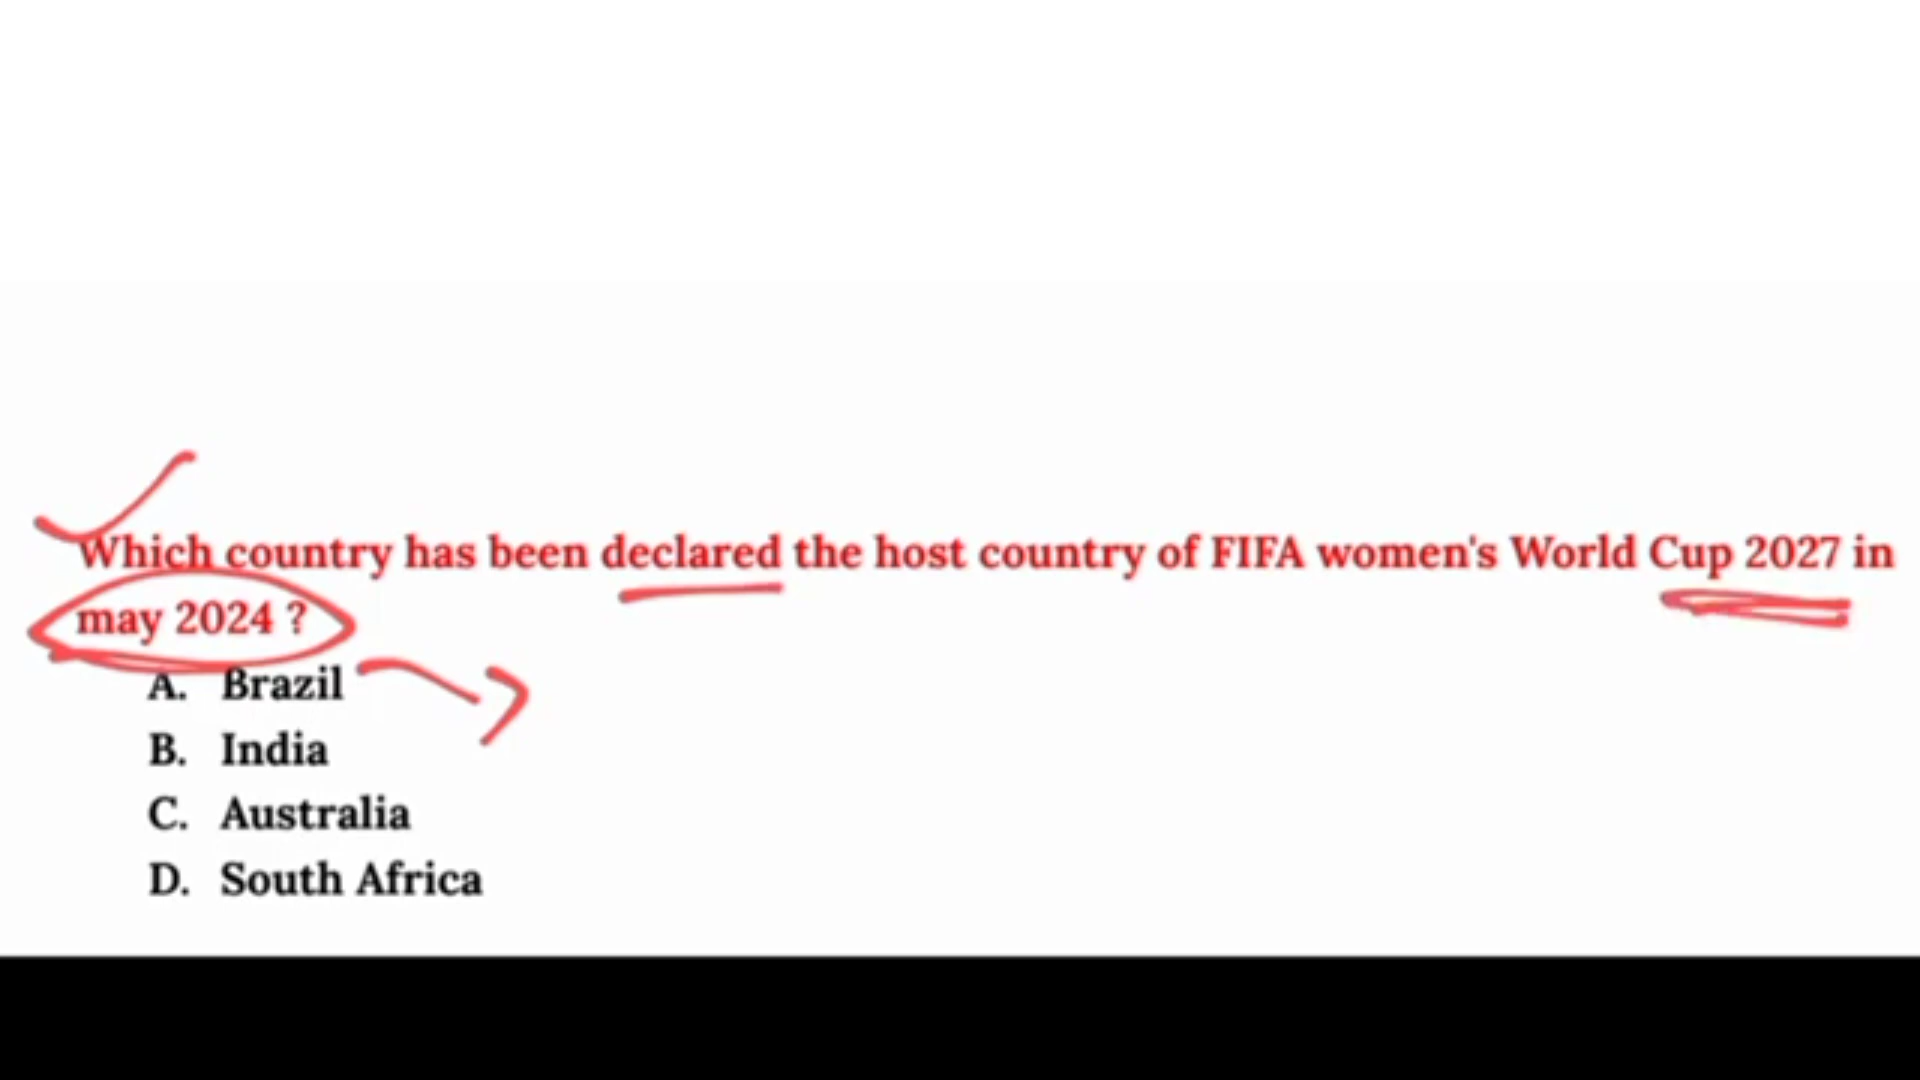 Which country has been declared the host country of FIFA women's World Cup 2027 in
may 2024 ?
A. Brazil
B. India
C. Australia
D. South Africa